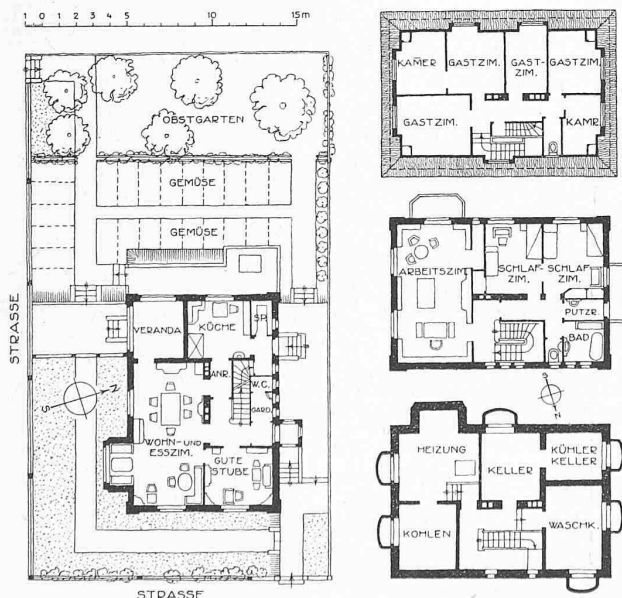 1 0 1 2 3 4 5 10 15 m
OBSTGARTEN
GEMÜSE
GEMÜSE
STRASSE
VERANDA
KÜCHE
SP.
ANR.
W.C.
GARD.
WOHN- UND
ESSZIM.
GUTE
STUBE
S N
STRASSE
KAMER
GASTZIM.
GAST-
ZIM.
GASTZIM.
GASTZIM.
KAMR.
ARBEITSZIM.
SCHLAF-
ZIM.
SCHLAF-
ZIM.
PUTZR.
BAD
S
N
HEIZUNG
KELLER
KÜHLER
KELLER
KOHLEN
WASCHK.